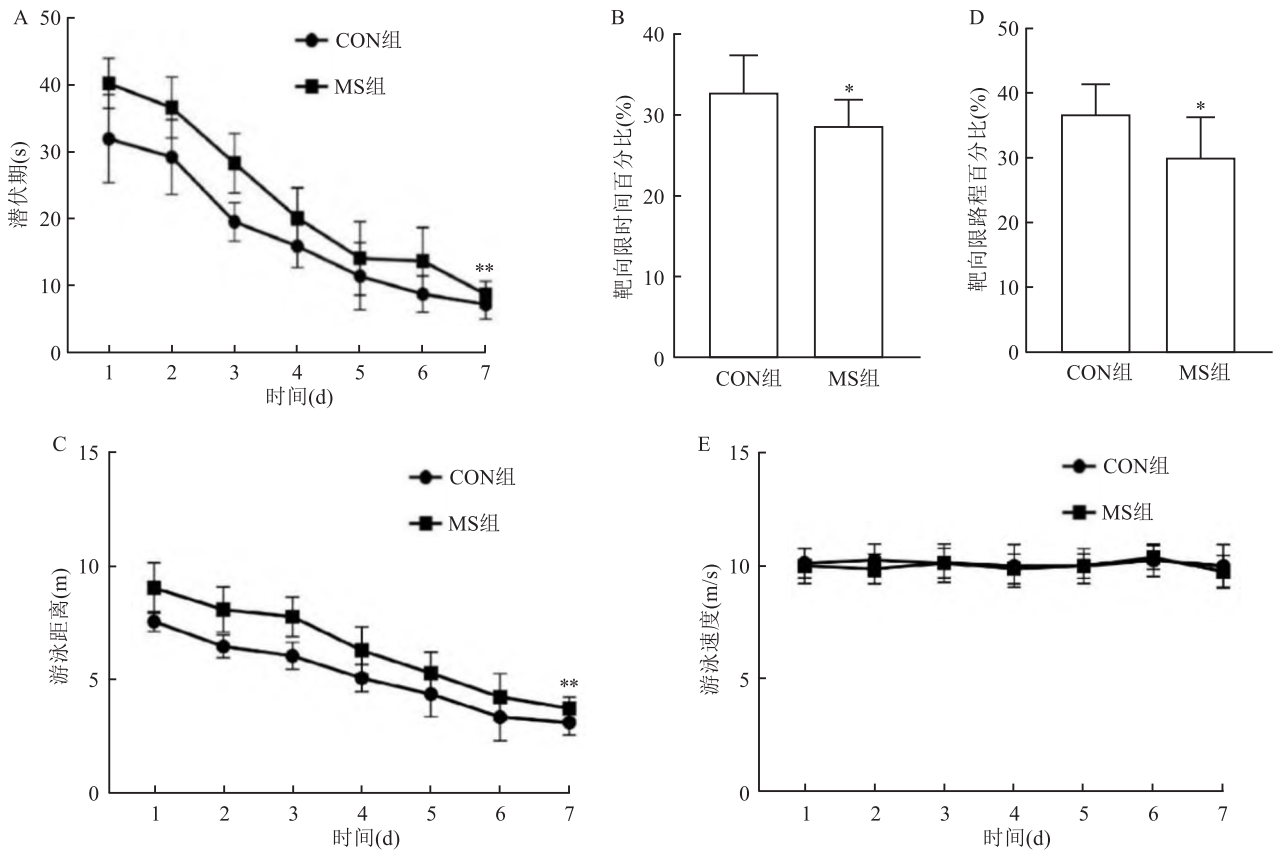 A
50
40
30
20
10
0
潜伏期(s)
CON组
MS组
**
1 2 3 4 5 6 7
时间(d)
B
40
30
20
10
0
靶向限时间百分比(%)
*
CON组 MS组
D
50
40
30
20
10
0
靶向限路程百分比(%)
*
CON组 MS组
C
15
10
5
0
游泳距离(m)
CON组
MS组
**
1 2 3 4 5 6 7
时间(d)
E
15
10
5
0
游泳速度(m/s)
CON组
MS组
1 2 3 4 5 6 7
时间(d)